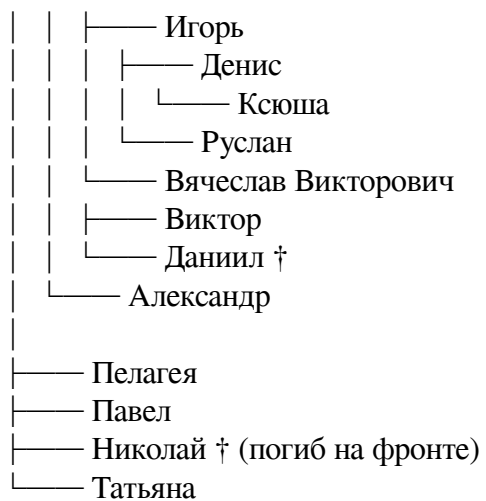 │ │ ├── Игорь
│ │ │ ├── Денис
│ │ │ │ └── Ксюша
│ │ │ └── Руслан
│ │ └── Вячеслав Викторович
│ │ ├── Виктор
│ │ └── Даниил †
│ └── Александр
│
├── Пелагея
├── Павел
├── Николай † (погиб на фронте)
└── Татьяна